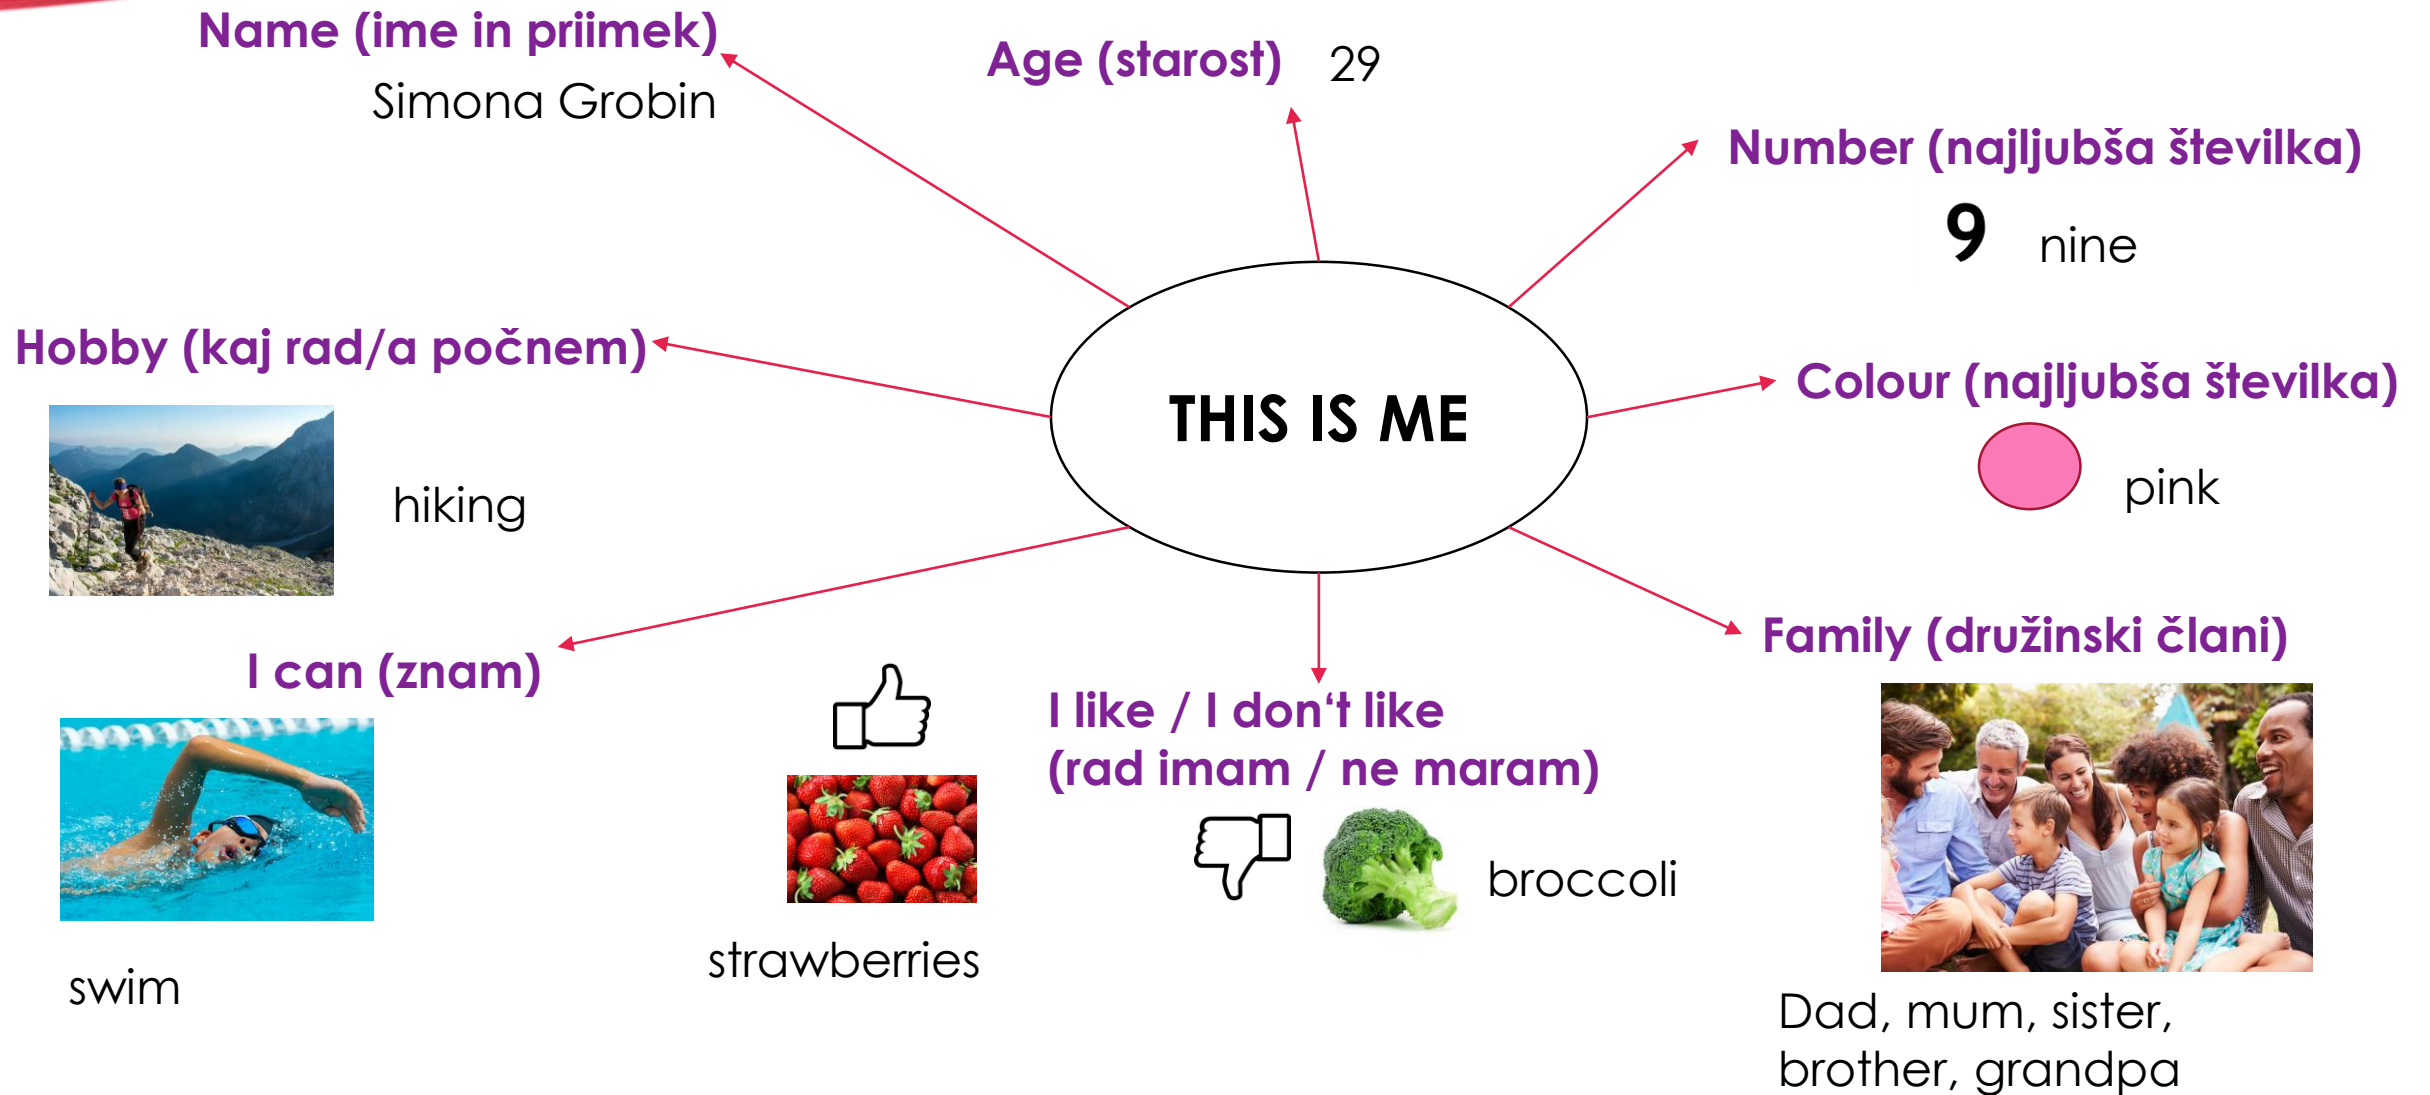 Name (ime in priimek)
Simona Grobin
Age (starost) 29
Number (najljubša številka)
9 nine
Hobby (kaj rad/a počnem)
hiking
THIS IS ME
Colour (najljubša številka)
pink
I can (znam)
swim
I like / I don‘t like
(rad imam / ne maram)
strawberries
broccoli
Family (družinski člani)
Dad, mum, sister,
brother, grandpa